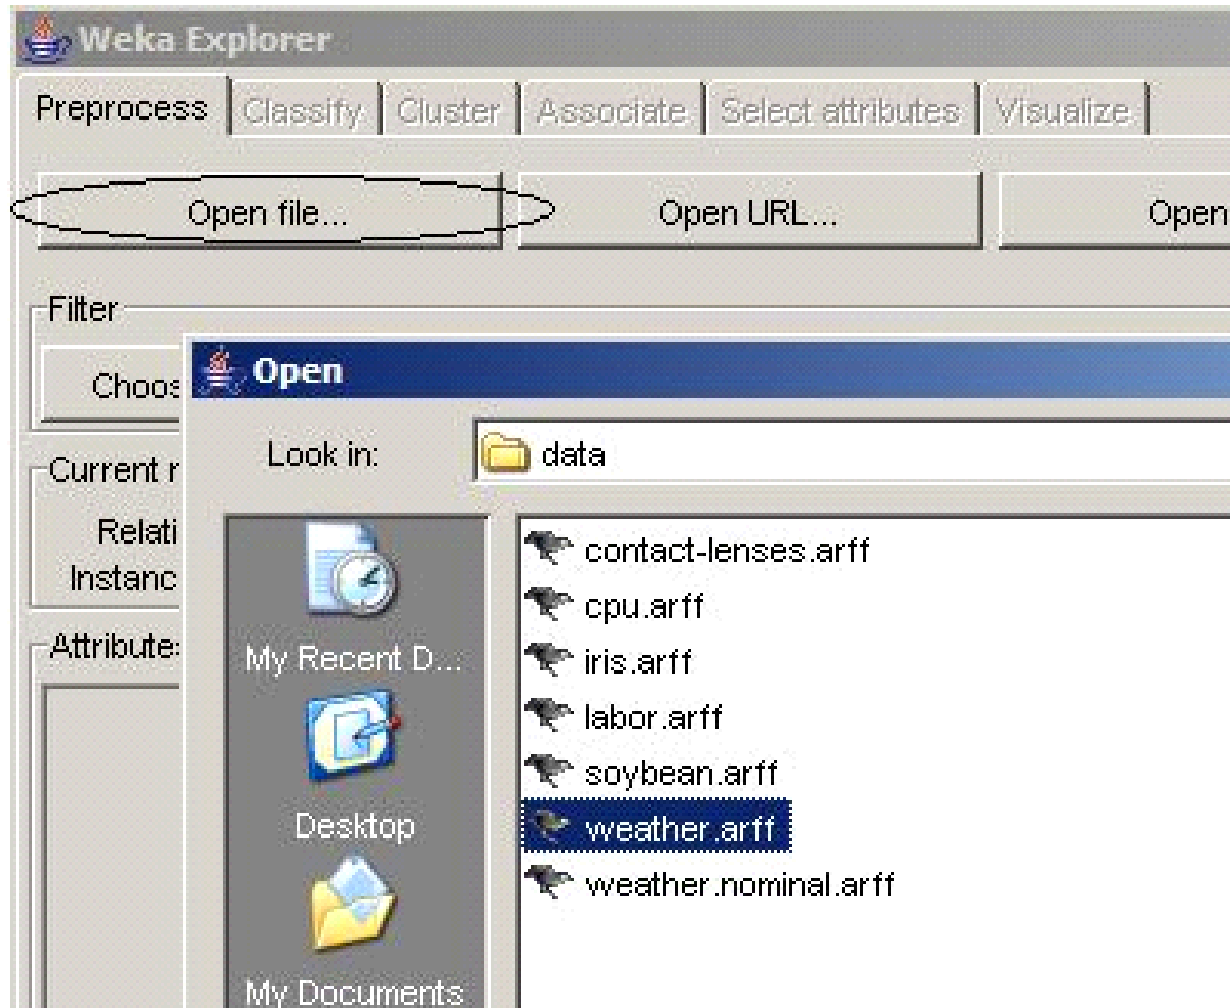 Weka Explorer
Preprocess Classify Cluster Associate Select attributes Visualize
Open file... Open URL... Open
Filter
Choos
Open
Look in: data
Current r
Relati
Instanc
Attribute
My Recent D...
Desktop
My Documents
contact-lenses.arff
cpu.arff
iris.arff
labor.arff
soybean.arff
weather.arff
weather.nominal.arff